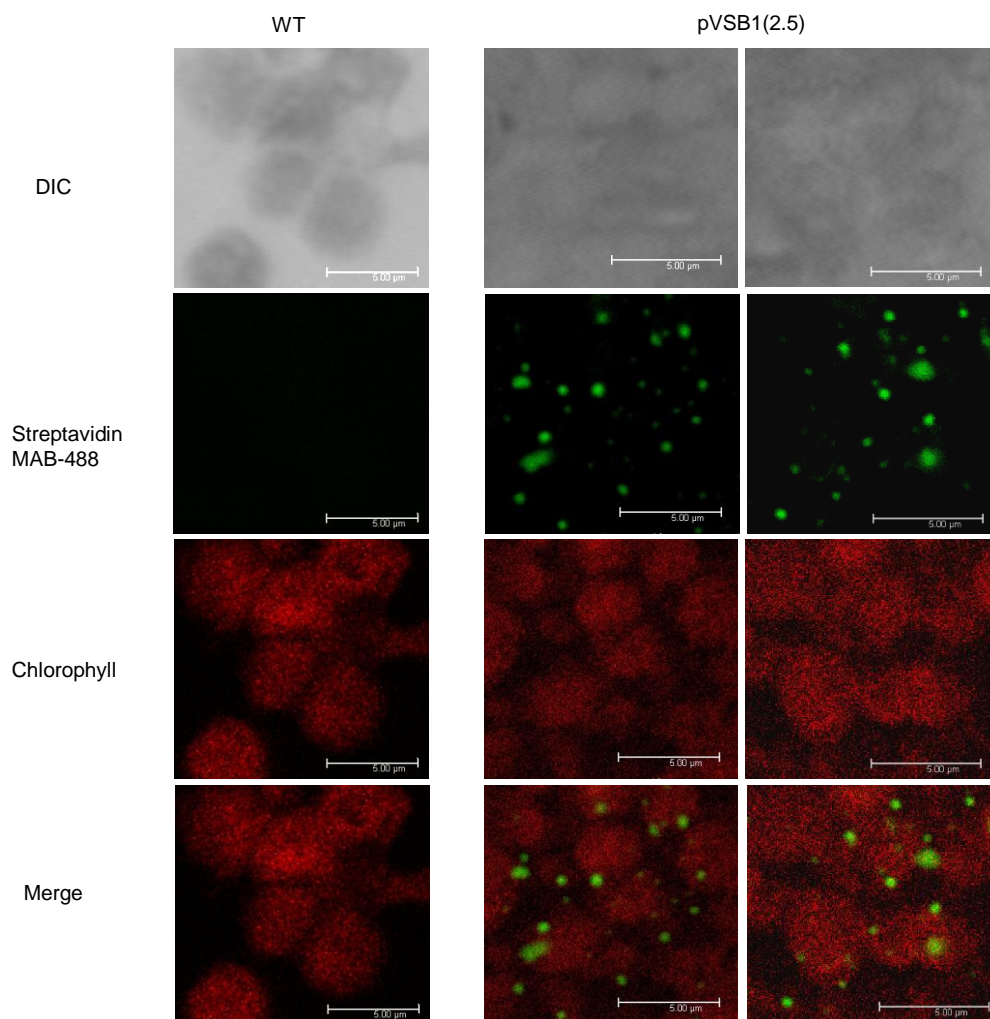 WT
pVSB1(2.5)
DIC
5.00 µm
5.00 µm
5.00 µm
Streptavidin
MAB-488
5.00 µm
5.00 µm
5.00 µm
Chlorophyll
5.00 µm
5.00 µm
5.00 µm
Merge
5.00 µm
5.00 µm
5.00 µm